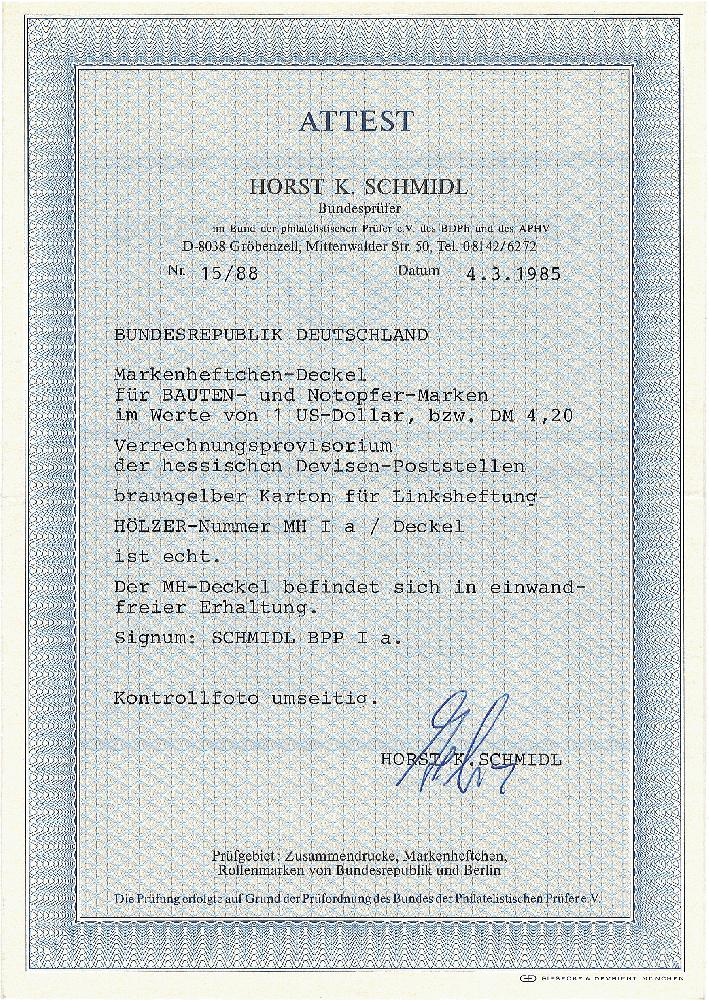 ATTEST
HORST K. SCHMIDL
Bundesprüfer
im Bund der philatelistischen Prüfer e.V. des BDPh und des APHV
D-8038 Gröbenzell, Mittenwalder Str. 50, Tel. 08142/6272
Nr. 15/88 Datum 4.3.1985
BUNDESREPUBLIK DEUTSCHLAND
Markenheftchen-Deckel
für BAUTEN- und Notopfer-Marken
im Werte von 1 US-Dollar, bzw. DM 4,20
Verrechnungsprovisorium
der hessischen Devisen-Poststellen
braungelber Karton für Linksheftung
HÖLZER-Nummer MH I a / Deckel
ist echt.
Der MH-Deckel befindet sich in einwand-
freier Erhaltung.
Signum: SCHMIDL BPP I a.
Kontrollfoto umseitig.
HORST K.SCHMIDL
Prüfgebiet: Zusammendrucke, Markenheftchen,
Rollenmarken von Bundesrepublik und Berlin
Die Prüfung erfolgte auf Grund der Prüfordnung des Bundes der Philatelistischen Prüfer e.V.
GIESECKE & DEVRIENT MÜNCHEN